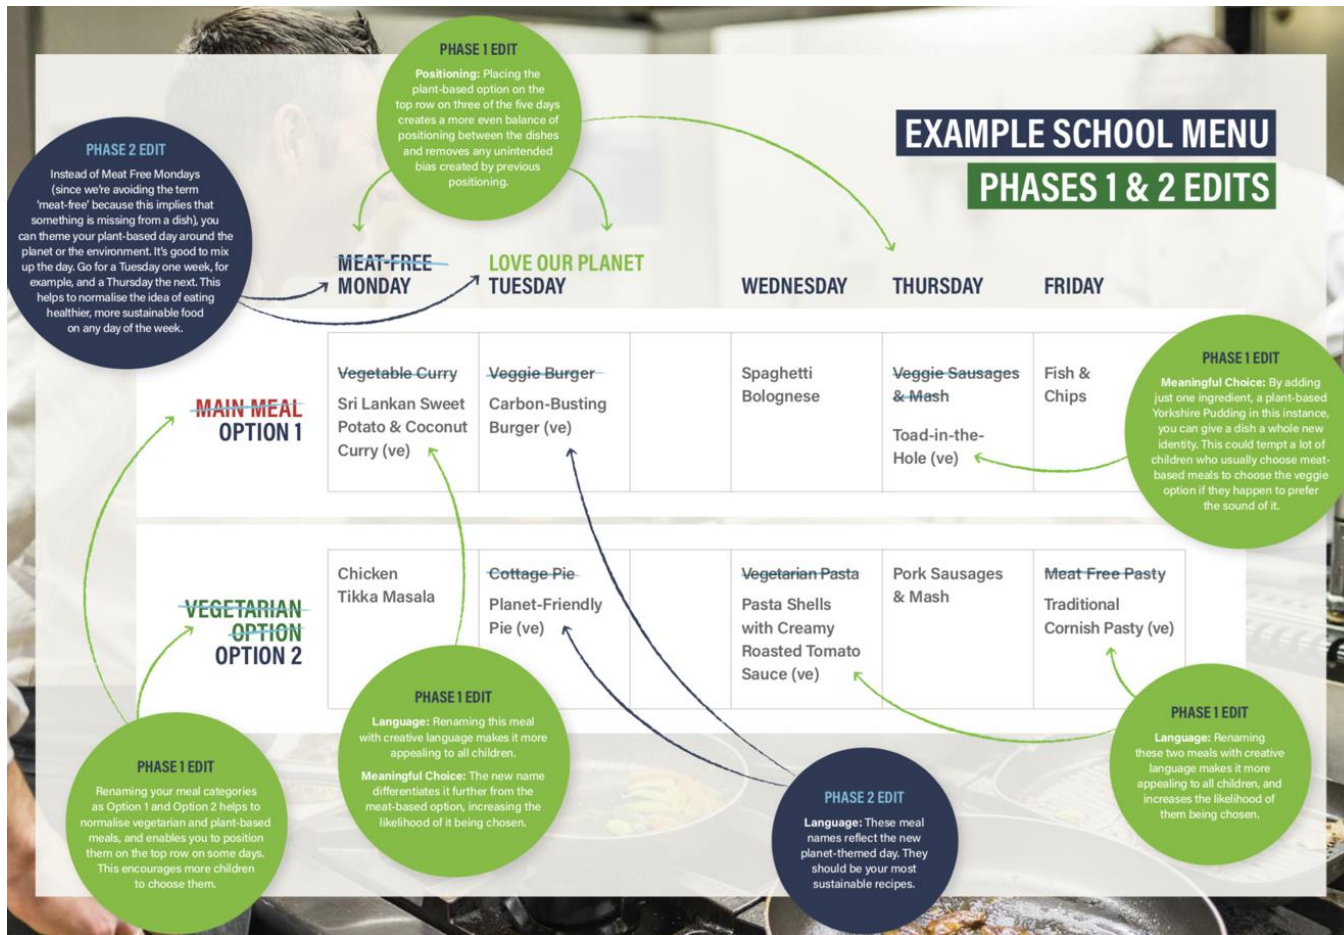 PHASE 1 EDIT
Positioning: Placing the
plant-based option on the
top row on three of the five days
creates a more even balance of
positioning between the dishes
and removes any unintended
bias created by previous
positioning.
EXAMPLE SCHOOL MENU
PHASES 1 & 2 EDITS
PHASE 2 EDIT
Instead of Meat Free Mondays
(since we're avoiding the term
'meat-free' because this implies that
something is missing from a dish), you
can theme your plant-based day around the
planet or the environment. It's good to mix
up the day. Go for a Tuesday one week, for
example, and a Thursday the next. This
helps to normalise the idea of eating
healthier, more sustainable food
on any day of the week.
MEAT-FREE
MONDAY
LOVE OUR PLANET
TUESDAY
WEDNESDAY
THURSDAY
FRIDAY
MAIN MEAL
OPTION 1
Vegetable Curry
Sri Lankan Sweet
Potato & Coconut
Curry (ve)
Veggie Burger
Carbon-Busting
Burger (ve)
Spaghetti
Bolognese
Veggie Sausages
& Mash
Toad-in-the-
Hole (ve)
Fish &
Chips
PHASE 1 EDIT
Meaningful Choice: By adding
just one ingredient, a plant-based
Yorkshire Pudding in this instance,
you can give a dish a whole new
identity. This could tempt a lot of
children who usually choose meat-
based meals to choose the veggie
option if they happen to prefer
the sound of it.
VEGETARIAN
OPTION
OPTION 2
Chicken
Tikka Masala
Cottage Pie
Planet-Friendly
Pie (ve)
Vegetarian Pasta
Pasta Shells
with Creamy
Roasted Tomato
Sauce (ve)
Pork Sausages
& Mash
Meat Free Pasty
Traditional
Cornish Pasty (ve)
PHASE 1 EDIT
Renaming your meal categories
as Option 1 and Option 2 helps to
normalise vegetarian and plant-based
meals, and enables you to position
them on the top row on some days.
This encourages more children
to choose them.
PHASE 1 EDIT
Language: Renaming this meal
with creative language makes it more
appealing to all children.
Meaningful Choice: The new name
differentiates it further from the
meat-based option, increasing the
likelihood of it being chosen.
PHASE 2 EDIT
Language: These meal
names reflect the new
planet-themed day. They
should be your most
sustainable recipes.
PHASE 1 EDIT
Language: Renaming
these two meals with creative
language makes it more
appealing to all children, and
increases the likelihood of
them being chosen.